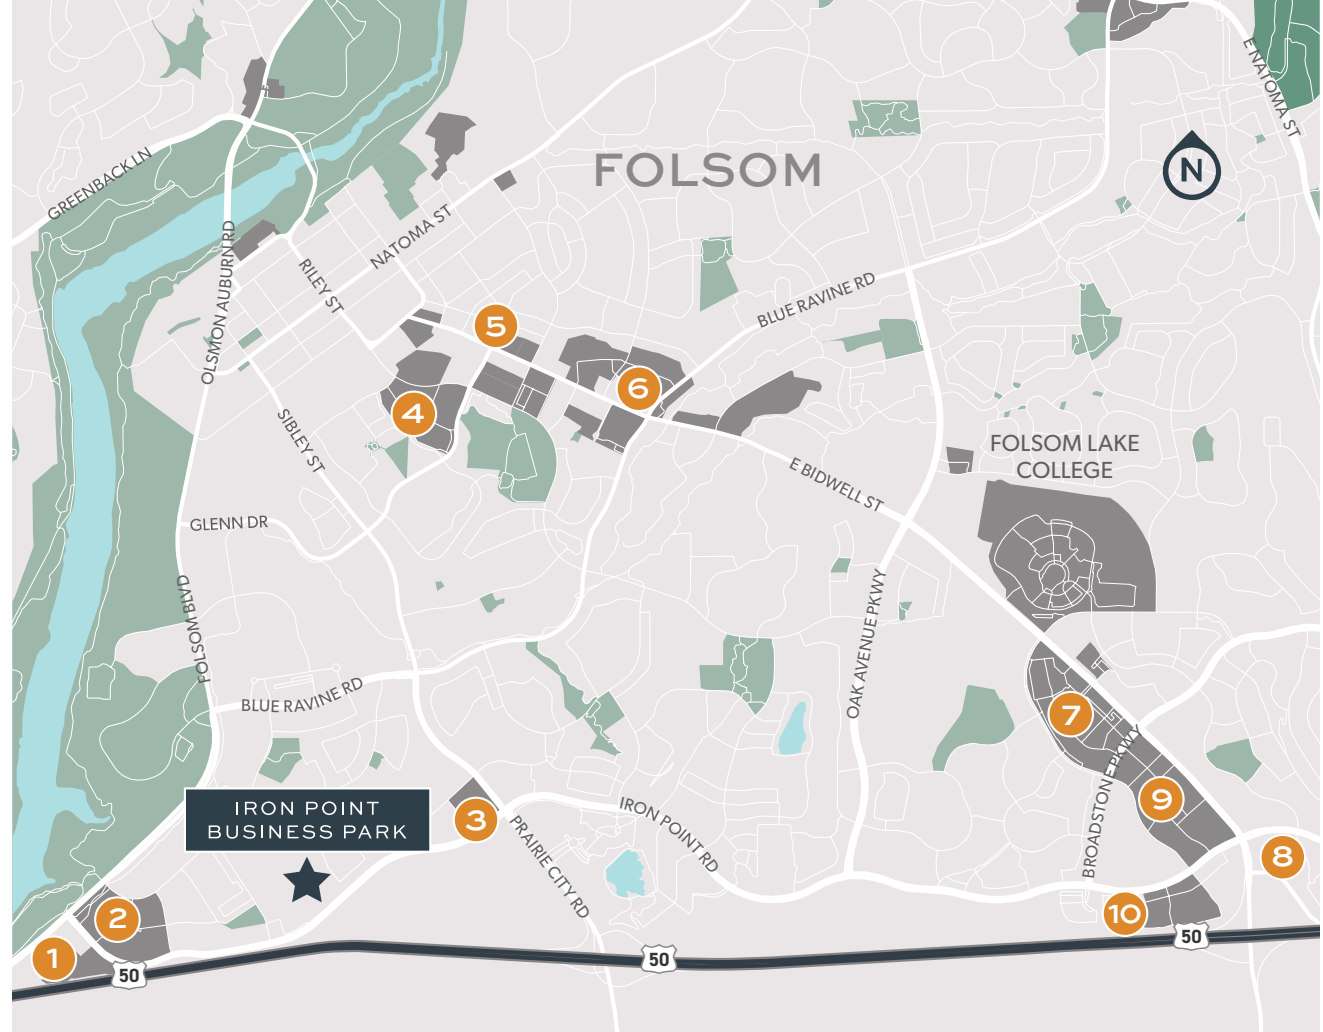 E NATOMA ST
GREENBACK LN
FOLSOM
N
OLSMON AUBURN RD
NATOMA ST
RILEY ST
BLUE RAVINE RD
5
6
4
SIBLEY ST
FOLSOM LAKE
COLLEGE
E BIDWELL ST
GLENN DR
FOLSOM BLVD
OAK AVENUE PKWY
BLUE RAVINE RD
7
BROADSTONE PKWY
9
IRON POINT
BUSINESS PARK
3
IRON POINT RD
PRAIRIE CITY RD
8
2
10
1
50
50
50